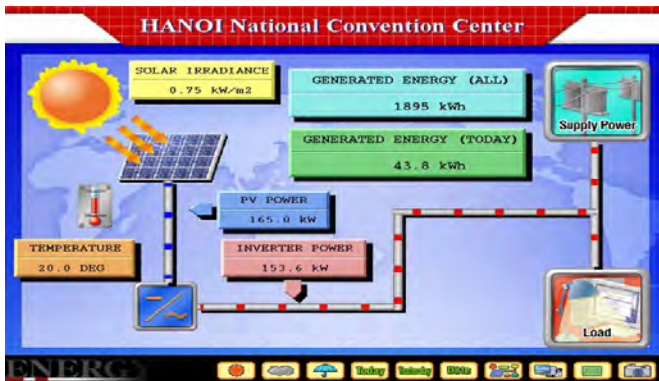 HANOI National Convention Center
SOLAR IRRADIANCE
0.75 kW/m2
GENERATED ENERGY (ALL)
1895 kWh
Supply Power
GENERATED ENERGY (TODAY)
43.8 kWh
PV POWER
165.0 kW
TEMPERATURE
20.0 DEG
INVERTER POWER
153.6 kW
Load
ENERG
Today
Data